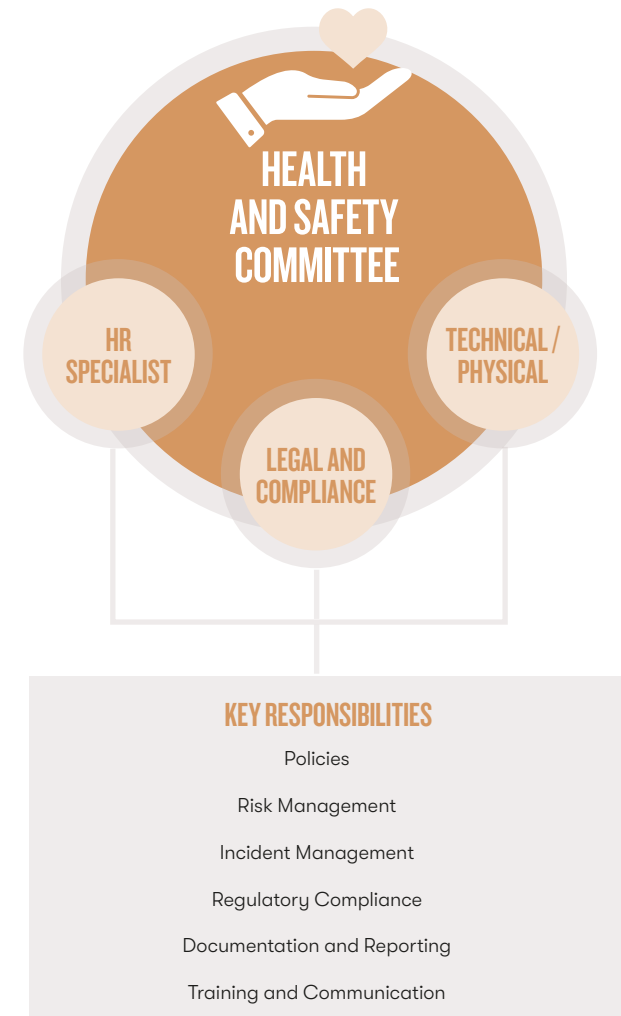 HEALTH
AND SAFETY
COMMITTEE
HR
SPECIALIST
TECHNICAL /
PHYSICAL
LEGAL AND
COMPLIANCE
KEY RESPONSIBILITIES
Policies
Risk Management
Incident Management
Regulatory Compliance
Documentation and Reporting
Training and Communication